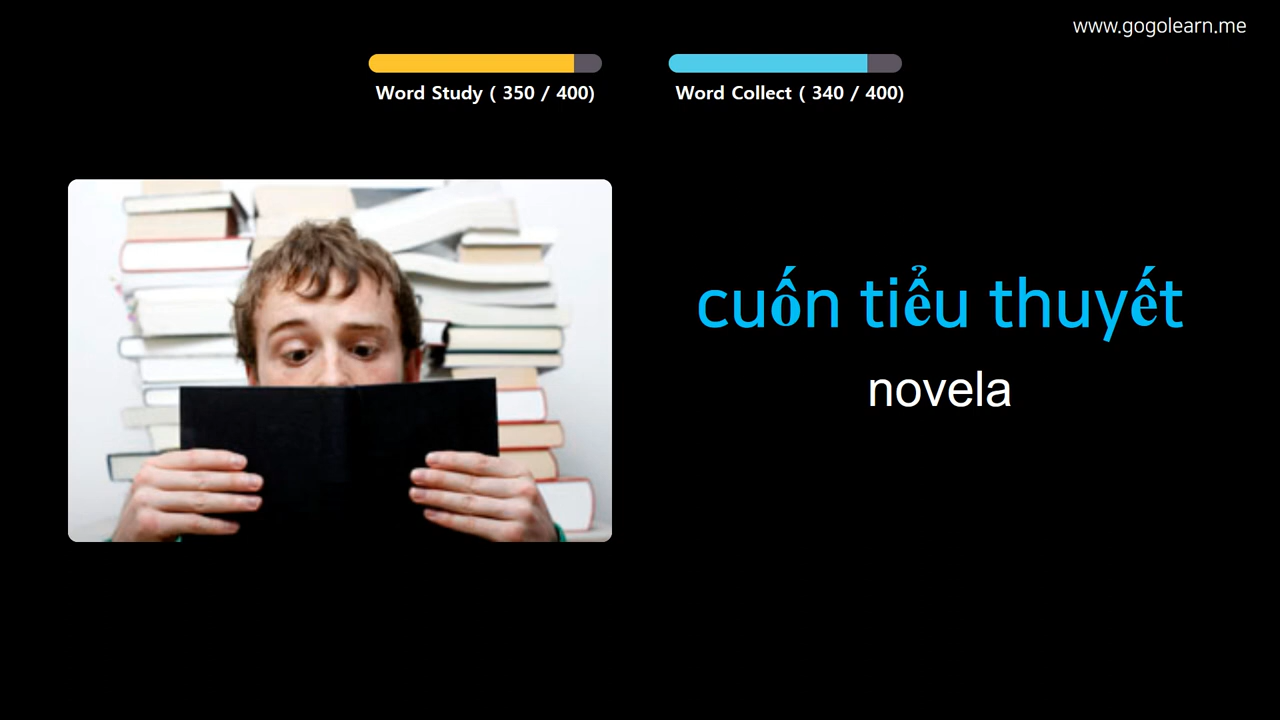 www.gogolearn.me
Word Study ( 350 / 400)
Word Collect ( 340 / 400)
cuốn tiểu thuyết
novela